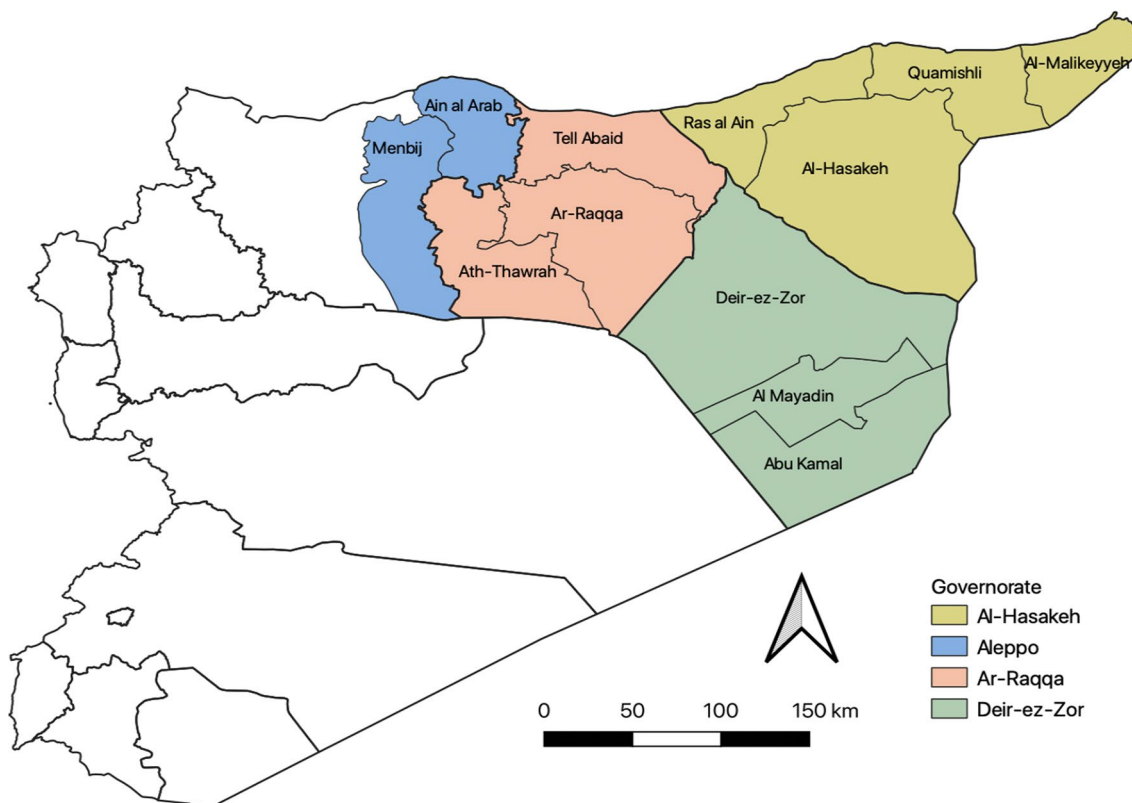 Al-Malikeyyeh
Quamishli
Ain al Arab
Ras al Ain
Tell Abaid
Menbij
Al-Hasakeh
Ar-Raqqa
Ath-Thawrah
Deir-ez-Zor
Al Mayadin
Abu Kamal
Governorate
Al-Hasakeh
Aleppo
Ar-Raqqa
Deir-ez-Zor
0 50 100 150 km